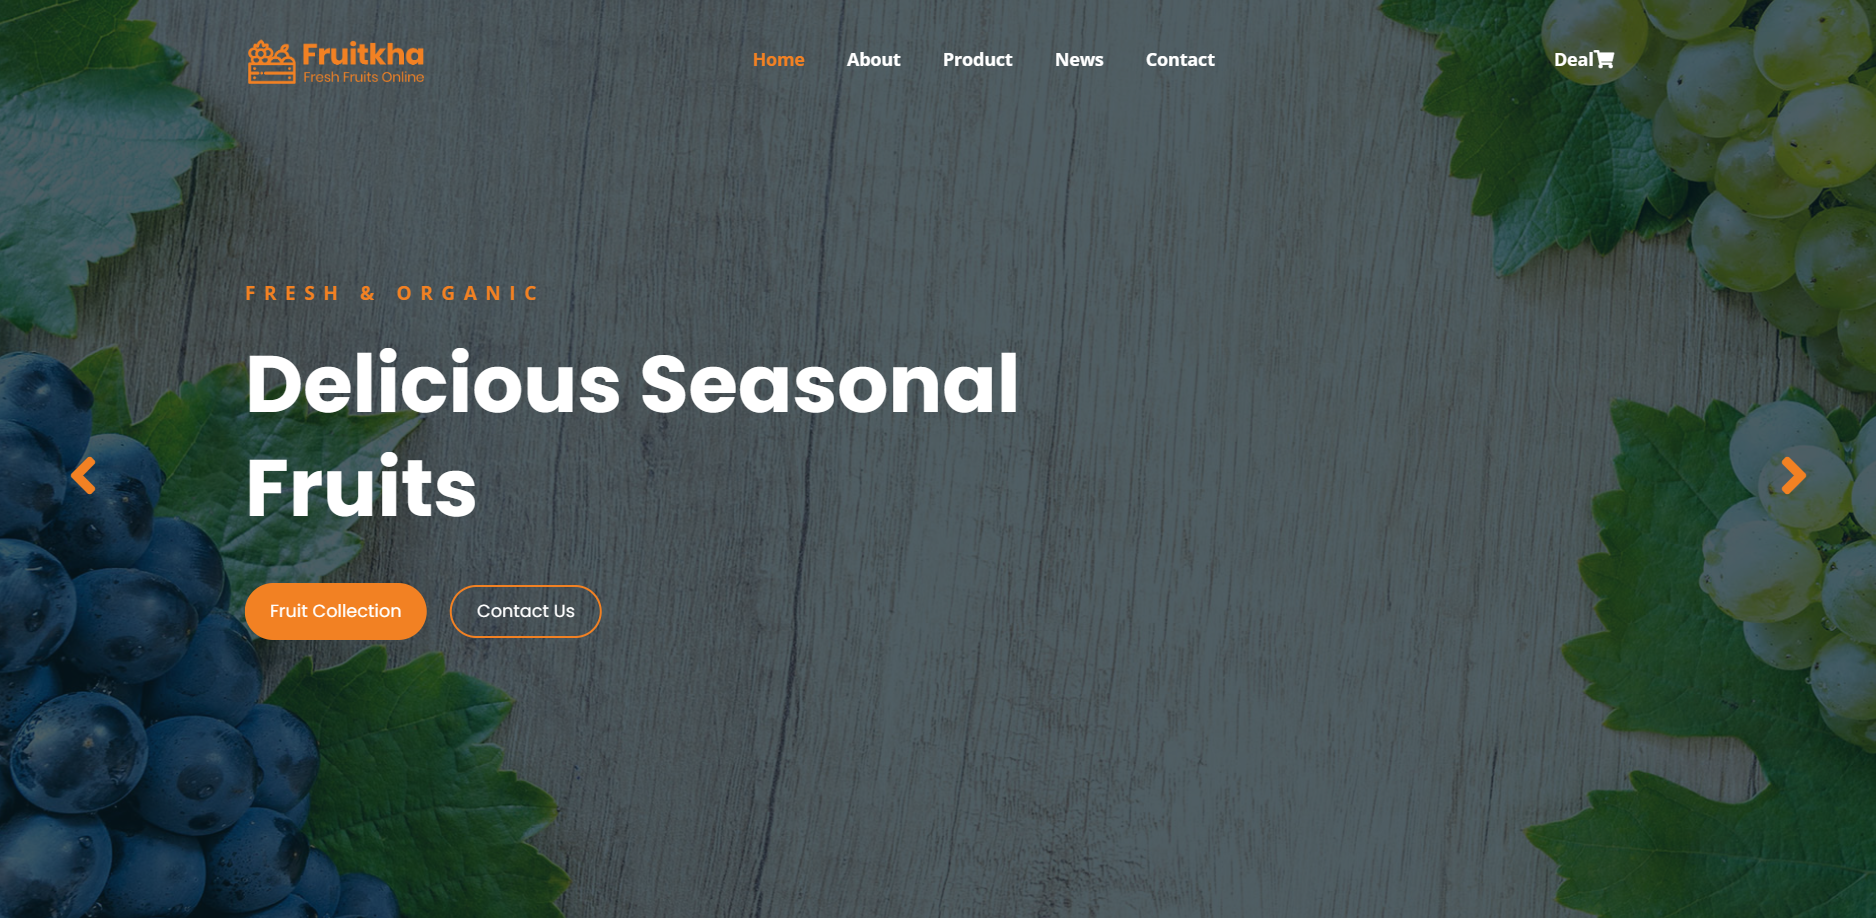 Fruitkha
Fresh Fruits Online
Home About Product News Contact Deal
FRESH & ORGANIC
Delicious Seasonal
Fruits
Fruit Collection Contact Us